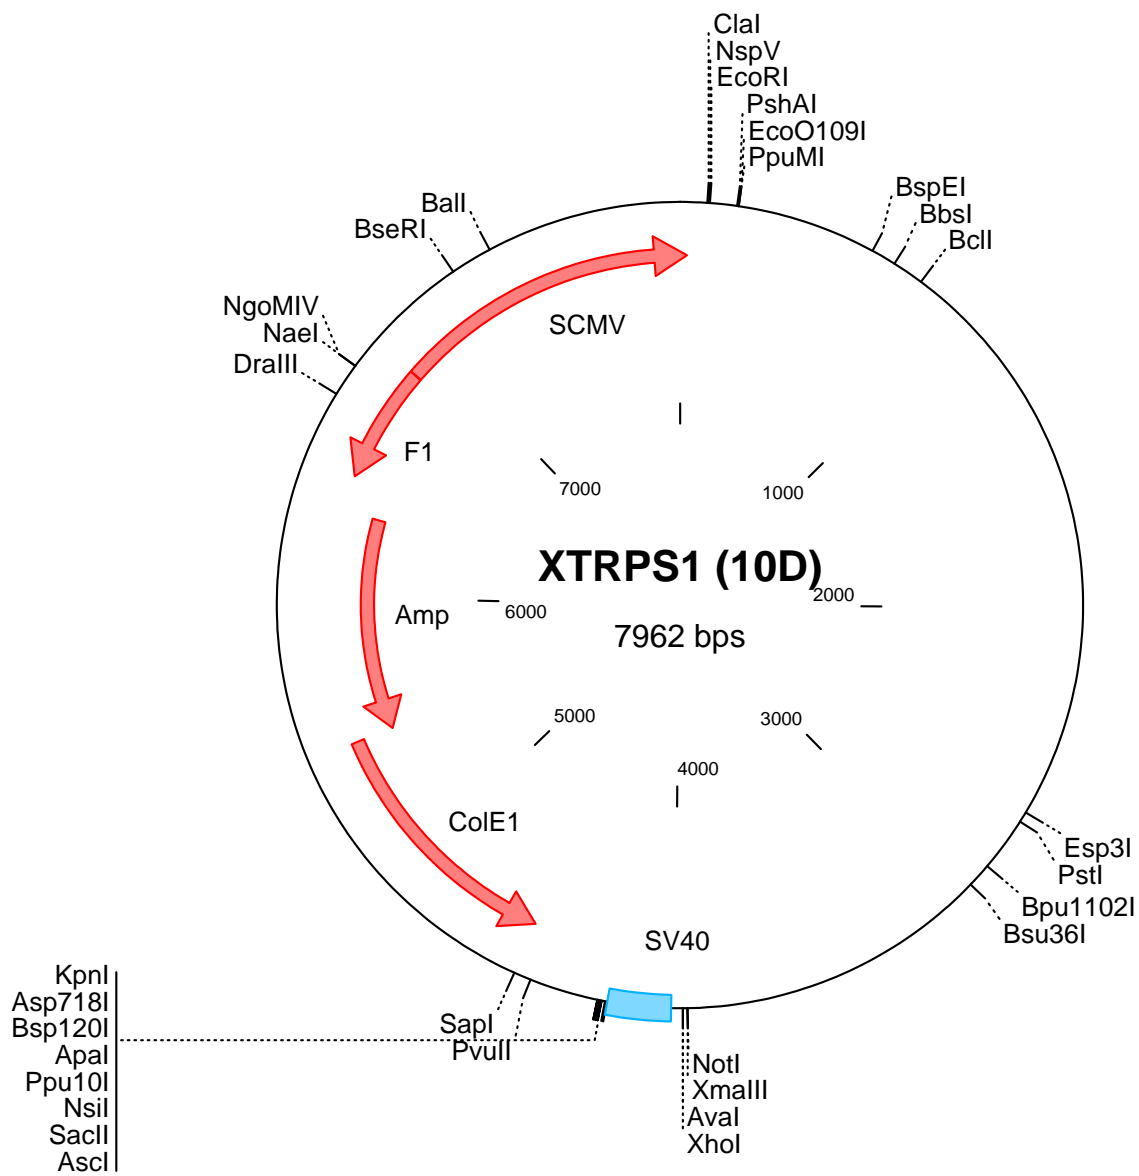 ClaI
NspV
EcoRI
PshAI
EcoO109I
PpuMI
BspEI
BbsI
BclI
BalI
BseRI
NgoMIV
NaeI
DraIII
SCMV
F1
7000
1000
XTRPS1 (10D)
2000
6000
Amp
7962 bps
5000
3000
4000
ColE1
Esp3I
PstI
Bpu1102I
Bsu36I
SV40
KpnI
Asp718I
Bsp120I
ApaI
Ppu10I
NsiI
SacII
AscI
SapI
PvuII
NotI
XmaIII
AvaI
XhoI